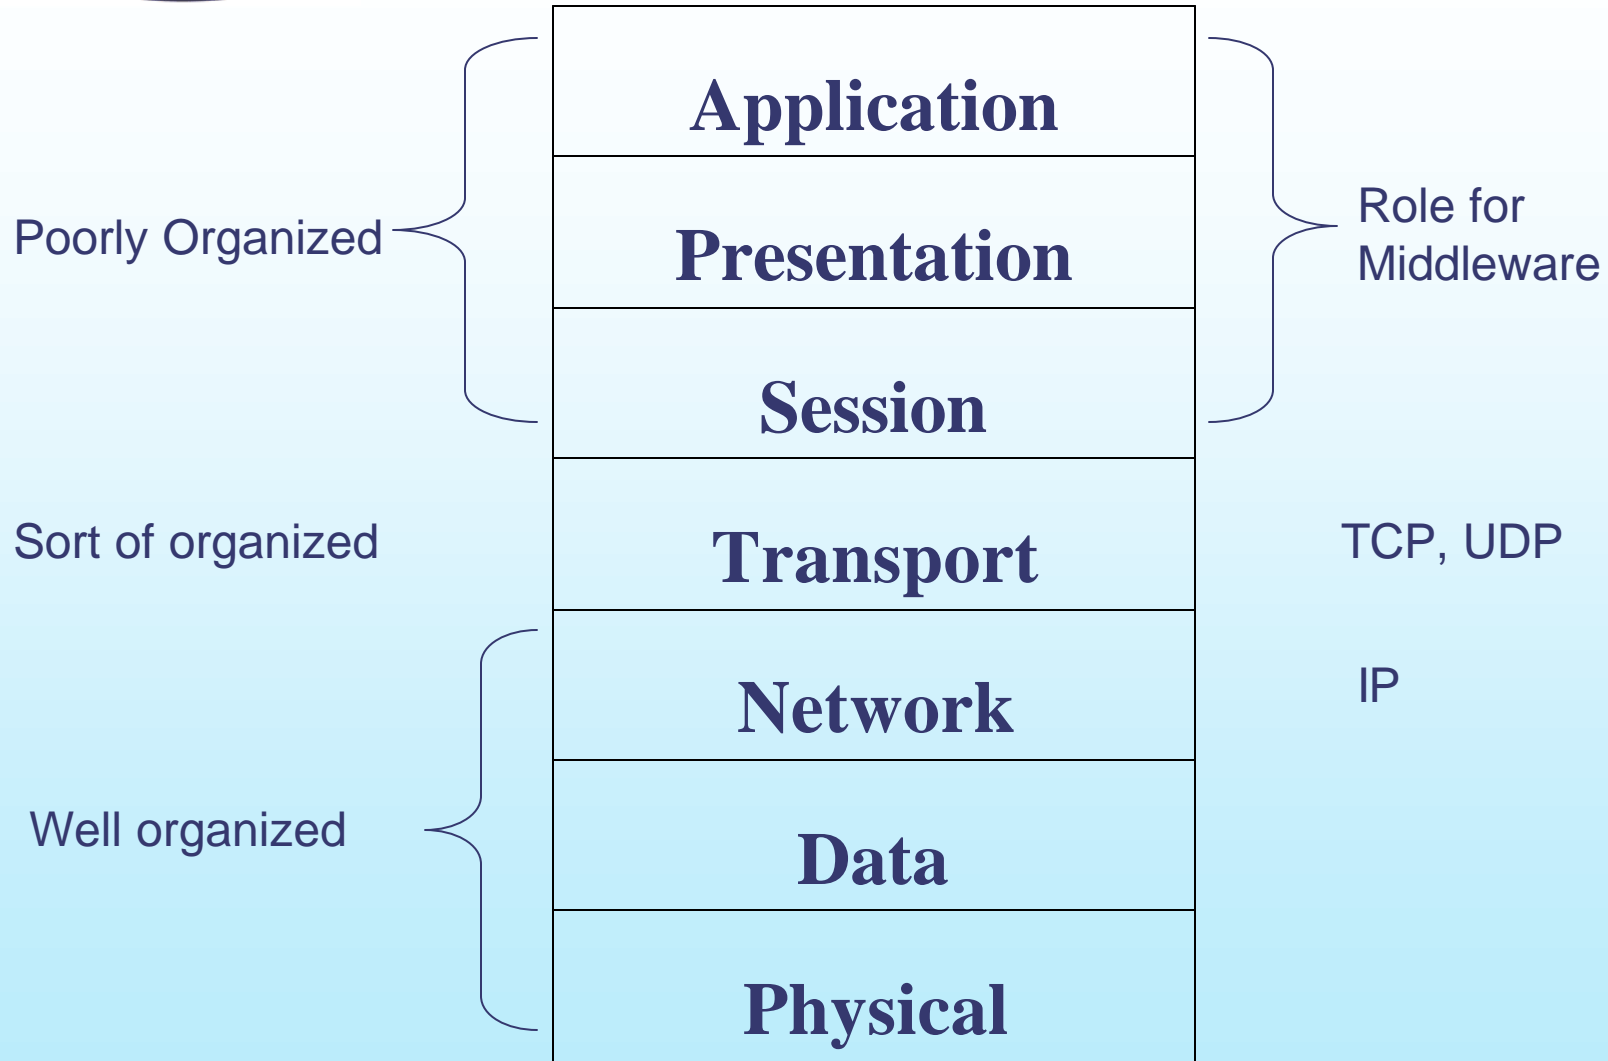 Application
Poorly Organized
Presentation
Role for
Middleware
Session
Sort of organized
Transport
TCP, UDP
Network
IP
Well organized
Data
Physical